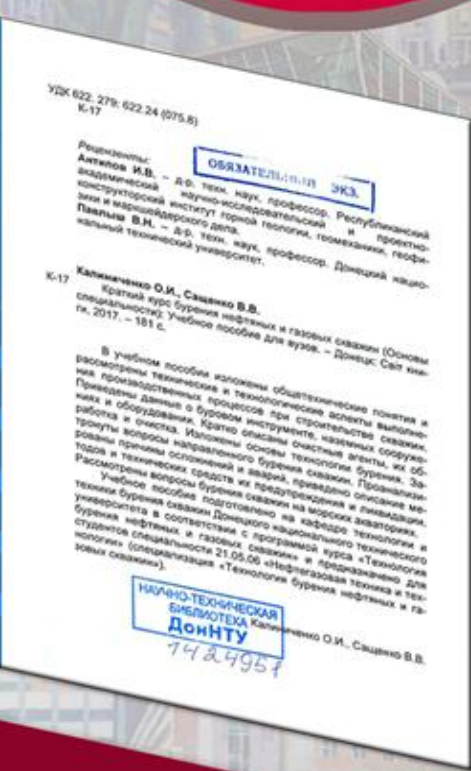 УДК 622: 279: 622.24 (075.8)
К-17
Рецензенты:
ОБЯЗАТЕЛЬНЫЙ ЭКЗ.
Антипов И.В. – д-р. техн. наук, профессор. Республиканский
академический научно-исследовательский и проектно-
конструкторский институт горной геологии, геомеханики, геофи-
зики и маркшейдерского дела.
Павлыш В.Н. – д-р. техн. наук, профессор. Донецкий нацио-
нальный технический университет.
Калиниченко О.И., Сащенко В.В.
К-17 Краткий курс бурения нефтяных и газовых скважин (Основы
специальности): Учебное пособие для вузов. – Донецк: Світ кни-
ги, 2017. – 181 с.
В учебном пособии изложены общетехнические понятия и
рассмотрены технические и технологические аспекты выполне-
ния производственных процессов при строительстве скважин.
Приведены данные о буровом инструменте, наземных сооруже-
ниях и оборудовании. Кратко описаны очистные агенты, их об-
работка и очистка. Изложены основы технологии бурения. За-
тронуты вопросы направленного бурения скважин. Проанализи-
рованы причины осложнений и аварий, приведено описание ме-
тодов и технических средств их предупреждения и ликвидации.
Рассмотрены вопросы бурения скважин на морских акваториях.
Учебное пособие подготовлено на кафедре технологии и
техники бурения скважин Донецкого национального технического
университета в соответствии с программой курса «Технология
бурения нефтяных и газовых скважин» и предназначено для
студентов специальности 21.05.06 «Нефтегазовая техника и тех-
нологии» (специализация «Технологии бурения нефтяных и га-
зовых скважин»).
НАУЧНО-ТЕХНИЧЕСКАЯ
БИБЛИОТЕКА
ДонНТУ
Калиниченко О.И., Сащенко В.В.
1424951